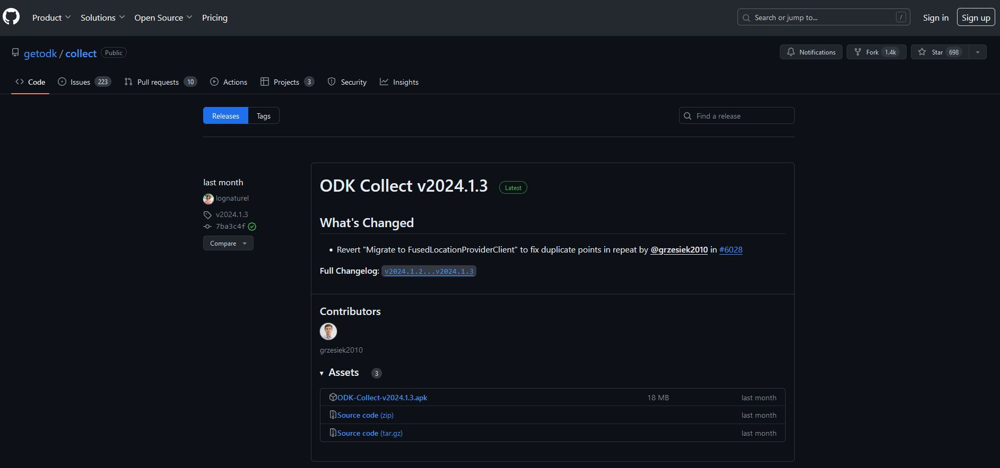 Product Solutions Open Source Pricing Search or jump to... / Sign in Sign up
getodk / collect Public Notifications Fork 1.4k Star 698
Code Issues 223 Pull requests 10 Actions Projects 3 Security Insights
Releases Tags Find a release
last month
lognaturel
v2024.1.3
7ba3c4f
Compare
ODK Collect v2024.1.3 Latest
What's Changed
• Revert "Migrate to FusedLocationProviderClient" to fix duplicate points in repeat by @grzesiek2010 in #6028
Full Changelog: v2024.1.2...v2024.1.3
Contributors
grzesiek2010
Assets 3
ODK-Collect-v2024.1.3.apk 18 MB last month
Source code (zip) last month
Source code (tar.gz) last month